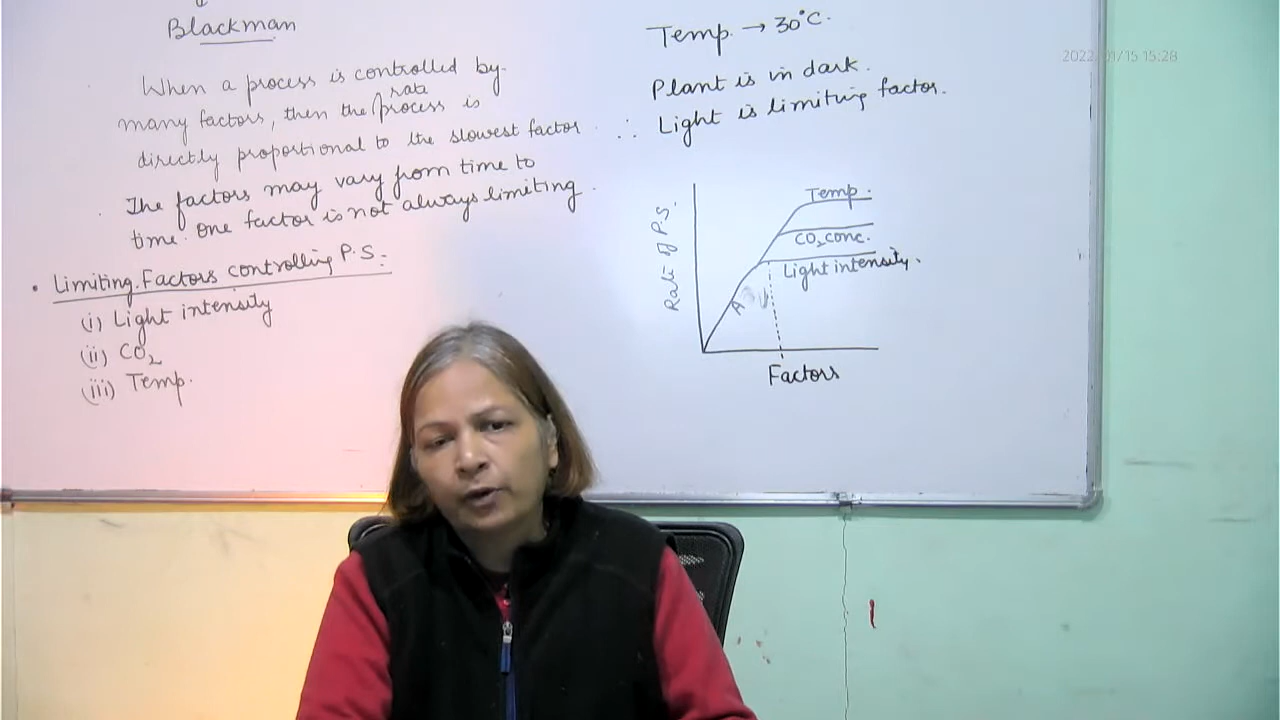 Blackman
When a process is controlled by
many factors, then the rate process is
directly proportional to the slowest factor
The factors may vary from time to
time. One factor is not always limiting.
• Limiting Factors controlling P.S.:
(i) Light intensity
(ii) CO₂
(iii) Temp.
Temp. → 30°C.
Plant is in dark.
∴ Light is limiting factor.
Rate of P.S.
Temp.
CO₂ conc.
Light intensity.
A
Factors
2022/01/15 15:28